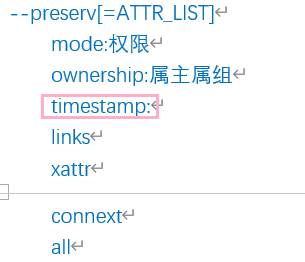 --preserv[=ATTR_LIST]
mode:权限
ownership:属主属组
timestamp:
links
xattr
connext
all